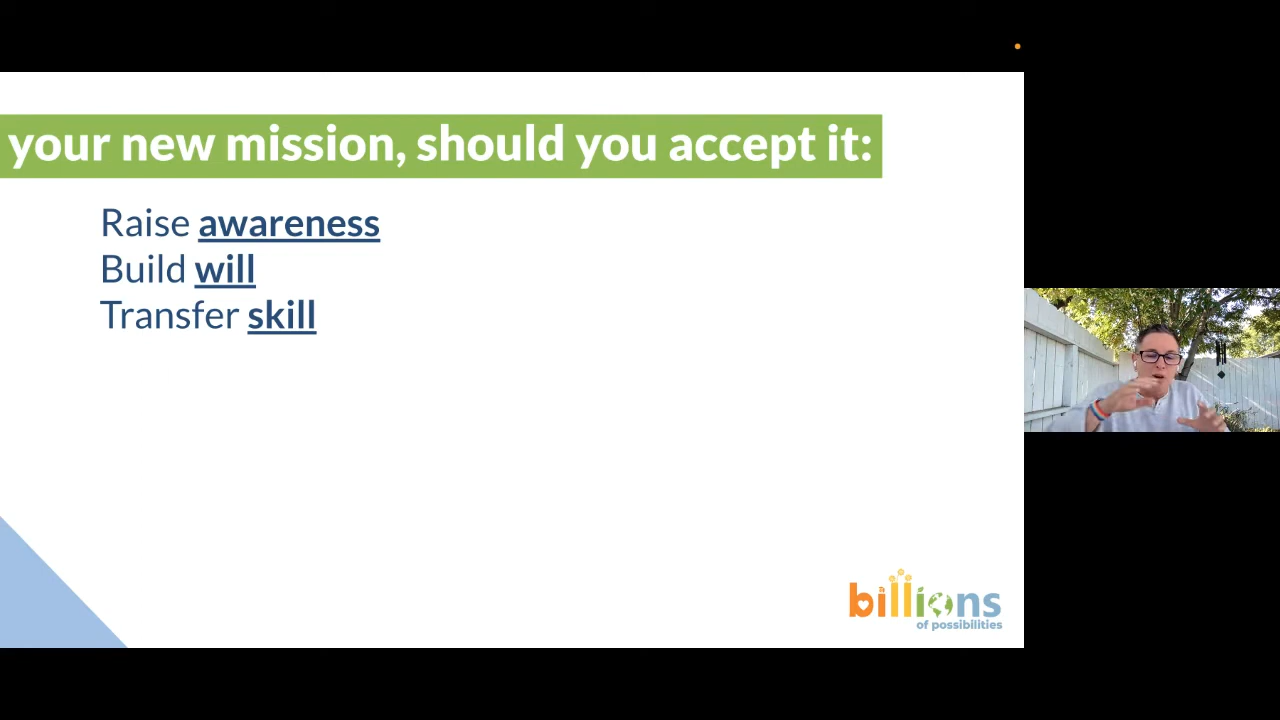 your new mission, should you accept it:
Raise awareness
Build will
Transfer skill
billions
of possibilities